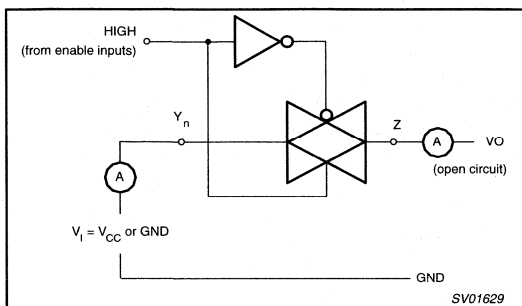 HIGH
(from enable inputs)
Yn
Z
A
A
VO
(open circuit)
VI = VCC or GND
GND
SV01629